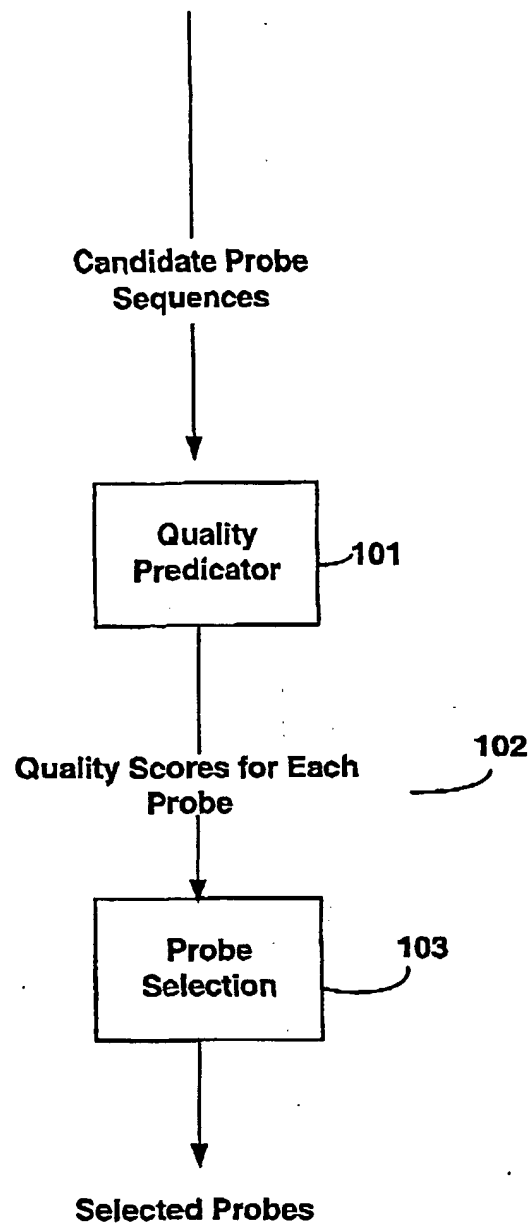 Candidate Probe
Sequences
Quality
Predicator
101
Quality Scores for Each
Probe
102
Probe
Selection
103
Selected Probes